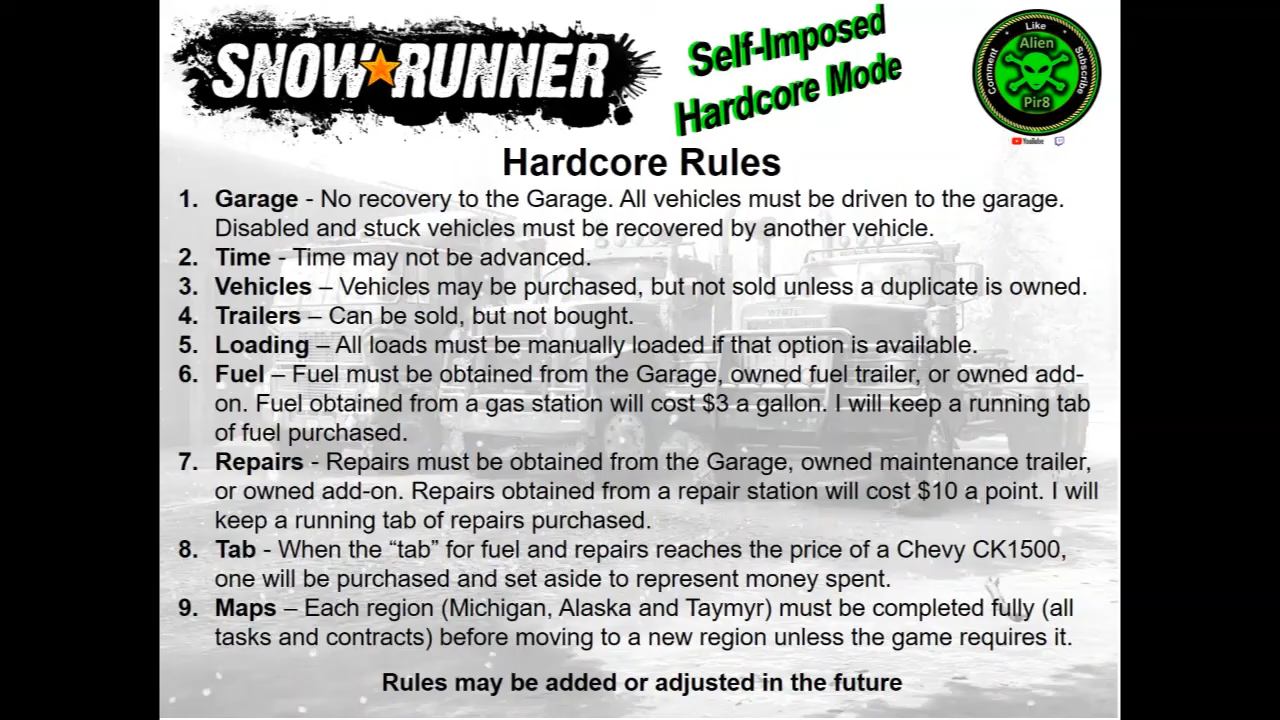 SNOWRUNNER
Self-Imposed
Hardcore Mode
Comment • Like • Subscribe
Alien
Pir8
YouTube
Hardcore Rules
1. Garage - No recovery to the Garage. All vehicles must be driven to the garage.
Disabled and stuck vehicles must be recovered by another vehicle.
2. Time - Time may not be advanced.
3. Vehicles – Vehicles may be purchased, but not sold unless a duplicate is owned.
4. Trailers – Can be sold, but not bought.
5. Loading – All loads must be manually loaded if that option is available.
6. Fuel – Fuel must be obtained from the Garage, owned fuel trailer, or owned add-
on. Fuel obtained from a gas station will cost $3 a gallon. I will keep a running tab
of fuel purchased.
7. Repairs - Repairs must be obtained from the Garage, owned maintenance trailer,
or owned add-on. Repairs obtained from a repair station will cost $10 a point. I will
keep a running tab of repairs purchased.
8. Tab - When the “tab” for fuel and repairs reaches the price of a Chevy CK1500,
one will be purchased and set aside to represent money spent.
9. Maps – Each region (Michigan, Alaska and Taymyr) must be completed fully (all
tasks and contracts) before moving to a new region unless the game requires it.
Rules may be added or adjusted in the future